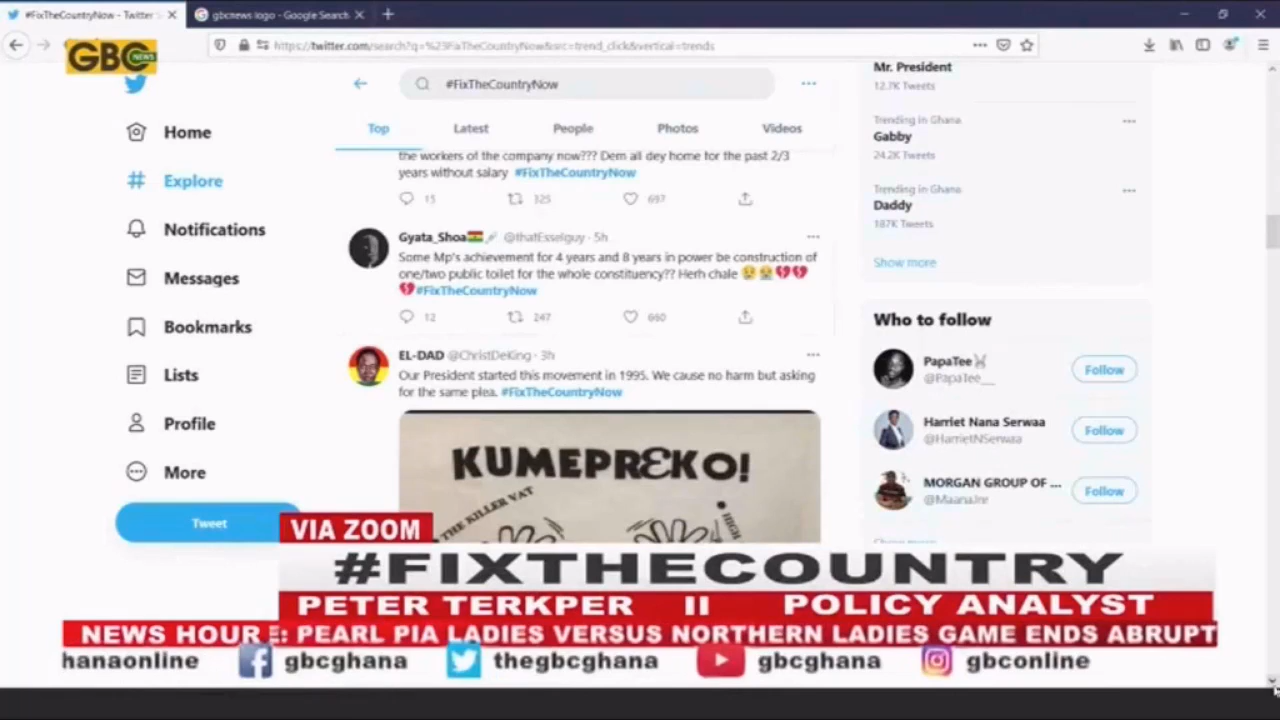 #FixTheCountryNow - Twitter S
gbcnews logo - Google Search
https://twitter.com/search?q=%23FixTheCountryNow&src=trend_click&vertical=trends
GBC NEWS
#FixTheCountryNow
Home
Explore
Notifications
Messages
Bookmarks
Lists
Profile
More
Tweet
Top Latest People Photos Videos
the workers of the company now??? Dem all dey home for the past 2/3
years without salary #FixTheCountryNow
15 325 697
Gyata_Shoa🇬🇭 @thatEsselguy · 5h
Some Mp's achievement for 4 years and 8 years in power be construction of
one/two public toilet for the whole constituency?? Herh chale 😢😭💔💔
💔#FixTheCountryNow
12 247 660
EL-DAD @ChristDeKing · 3h
Our President started this movement in 1995. We cause no harm but asking
for the same plea. #FixTheCountryNow
KUMEPREKO!
THE KILLER VAT
HIGH
Mr. President
12.7K Tweets
Trending in Ghana
Gabby
24.2K Tweets
Trending in Ghana
Daddy
187K Tweets
Show more
Who to follow
PapaTee
@PapaTee__
Follow
Harriet Nana Serwaa
@HarrietNSerwaa
Follow
MORGAN GROUP OF ...
@MaanaJnr
Follow
VIA ZOOM
#FIXTHECOUNTRY
PETER TERKPER II POLICY ANALYST
NEWS HOUR E: PEARL PIA LADIES VERSUS NORTHERN LADIES GAME ENDS ABRUPT
hanaonline gbcghana thegbcghana gbcghana gbconline